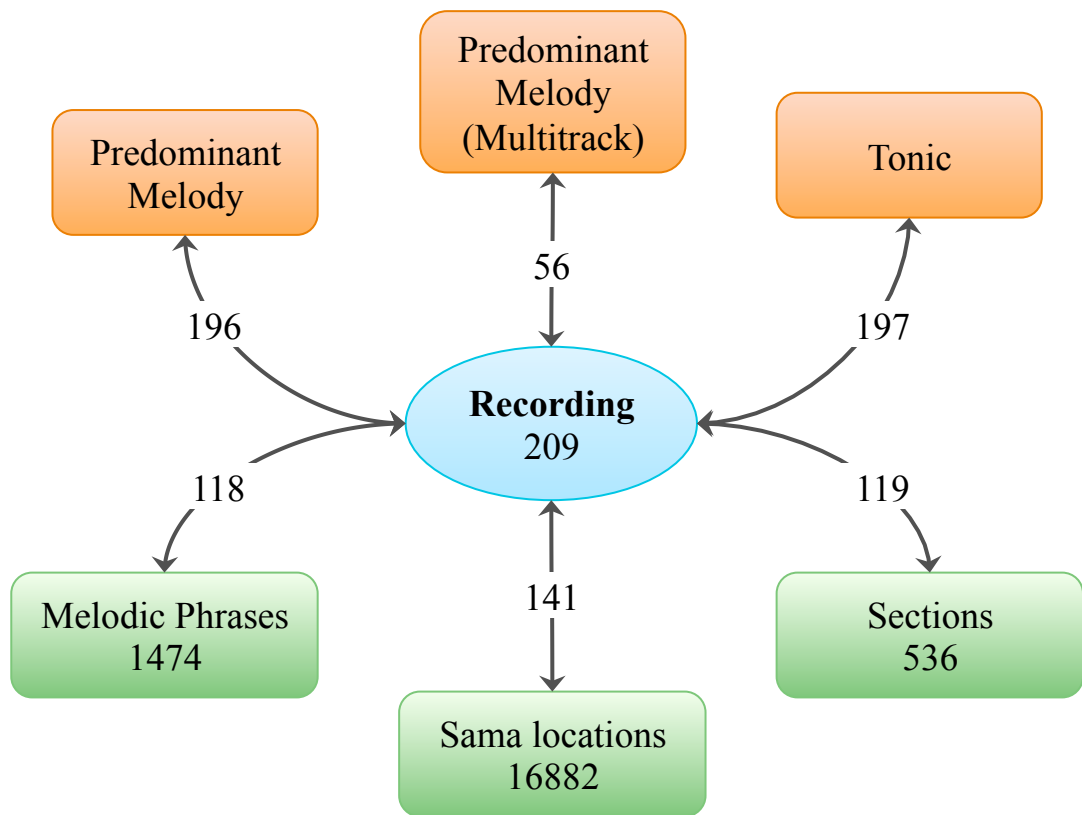 Predominant
Melody
(Multitrack)
Predominant
Melody
Tonic
56
196
197
Recording
209
118
119
141
Melodic Phrases
1474
Sections
536
Sama locations
16882